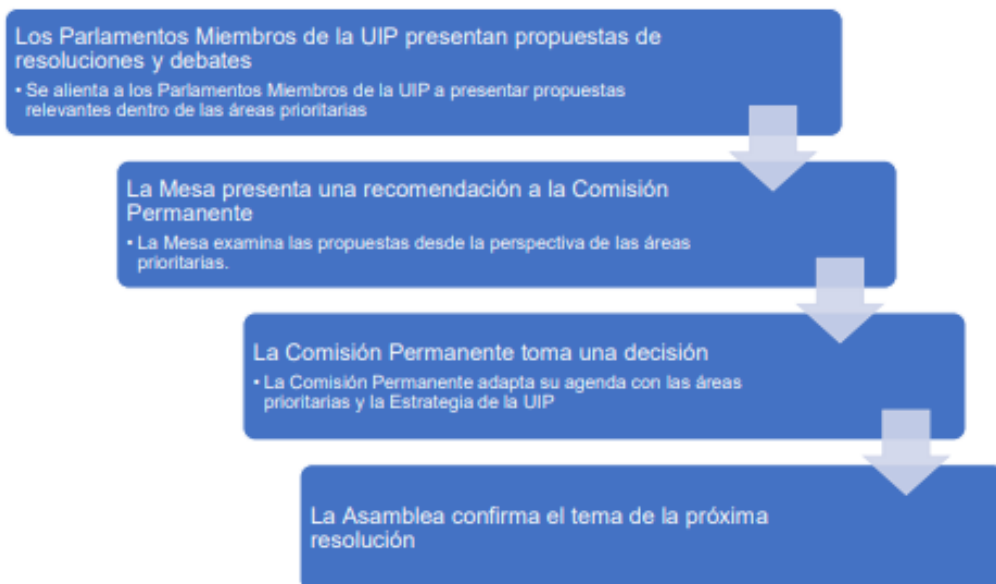 Los Parlamentos Miembros de la UIP presentan propuestas de
resoluciones y debates
• Se alienta a los Parlamentos Miembros de la UIP a presentar propuestas
relevantes dentro de las áreas prioritarias
La Mesa presenta una recomendación a la Comisión
Permanente
• La Mesa examina las propuestas desde la perspectiva de las áreas
prioritarias.
La Comisión Permanente toma una decisión
• La Comisión Permanente adapta su agenda con las áreas
prioritarias y la Estrategia de la UIP
La Asamblea confirma el tema de la próxima
resolución